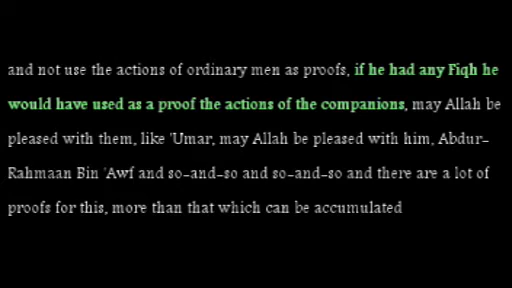 and not use the actions of ordinary men as proofs, if he had any Fiqh he
would have used as a proof the actions of the companions, may Allah be
pleased with them, like 'Umar, may Allah be pleased with him, Abdur-
Rahmaan Bin 'Awf and so-and-so and so-and-so and there are a lot of
proofs for this, more than that which can be accumulated